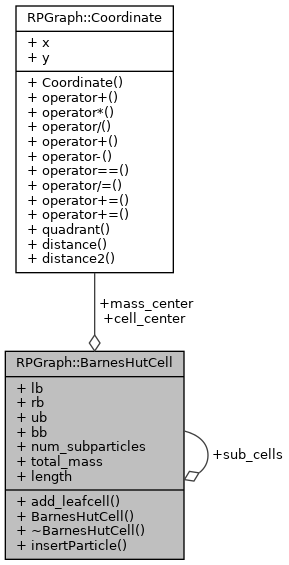 RPGraph::Coordinate
+ x
+ y
+ Coordinate()
+ operator+()
+ operator*()
+ operator/()
+ operator+()
+ operator-()
+ operator==()
+ operator/=()
+ operator+=()
+ operator+=()
+ quadrant()
+ distance()
+ distance2()
+mass_center
+cell_center
RPGraph::BarnesHutCell
+ lb
+ rb
+ ub
+ bb
+ num_subparticles
+ total_mass
+ length
+sub_cells
+ add_leafcell()
+ BarnesHutCell()
+ ~BarnesHutCell()
+ insertParticle()